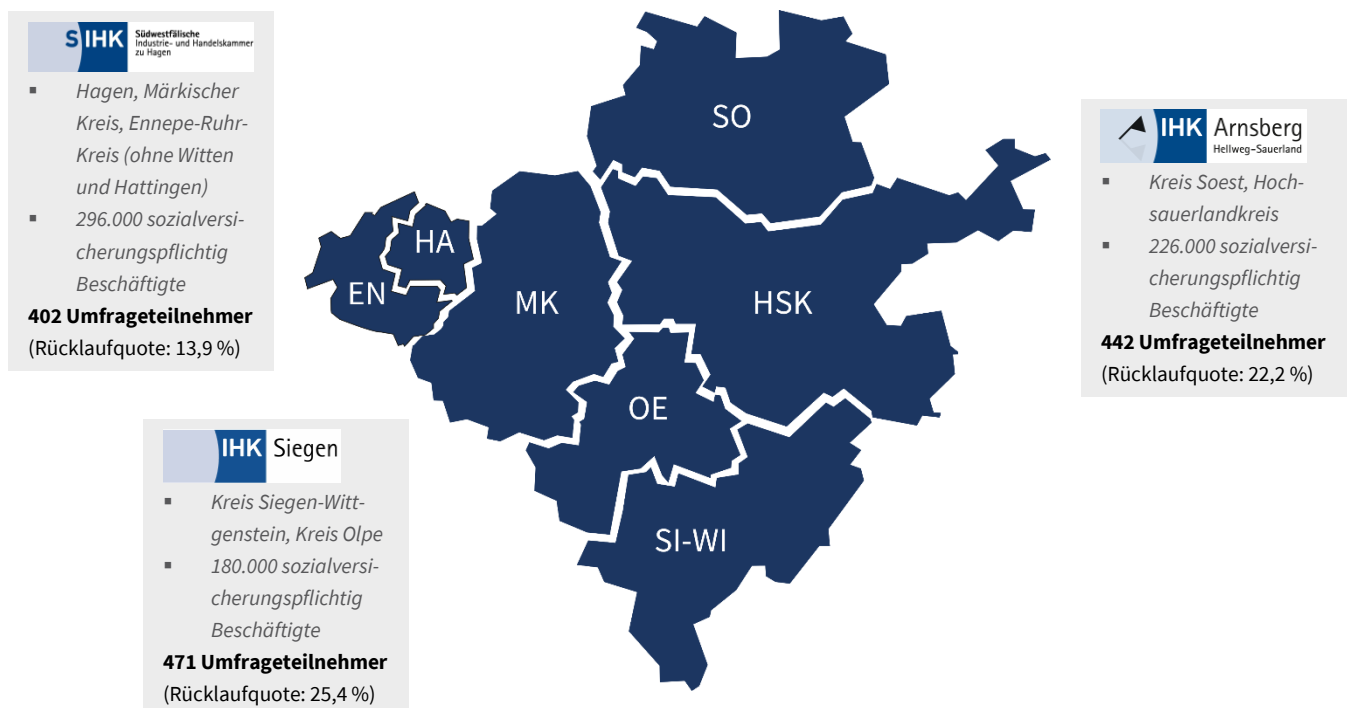 SIHK Südwestfälische
Industrie- und Handelskammer
zu Hagen
▪ Hagen, Märkischer
Kreis, Ennepe-Ruhr-
Kreis (ohne Witten
und Hattingen)
▪ 296.000 sozialversi-
cherungspflichtig
Beschäftigte
402 Umfrageteilnehmer
(Rücklaufquote: 13,9 %)
SO
HA
EN
MK
HSK
OE
SI-WI
IHK Arnsberg
Hellweg-Sauerland
▪ Kreis Soest, Hoch-
sauerlandkreis
▪ 226.000 sozialversi-
cherungspflichtig
Beschäftigte
442 Umfrageteilnehmer
(Rücklaufquote: 22,2 %)
IHK Siegen
▪ Kreis Siegen-Witt-
genstein, Kreis Olpe
▪ 180.000 sozialversi-
cherungspflichtig
Beschäftigte
471 Umfrageteilnehmer
(Rücklaufquote: 25,4 %)